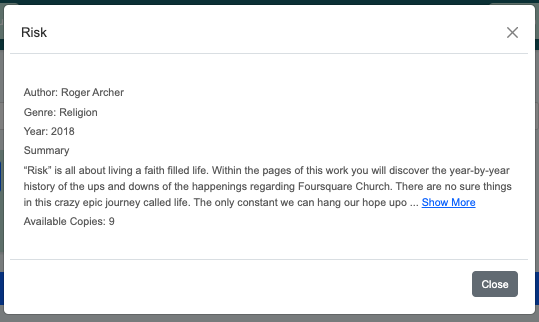 Risk
Author: Roger Archer
Genre: Religion
Year: 2018
Summary
“Risk” is all about living a faith filled life. Within the pages of this work you will discover the year-by-year
history of the ups and downs of the happenings regarding Foursquare Church. There are no sure things
in this crazy epic journey called life. The only constant we can hang our hope upo ... Show More
Available Copies: 9
Close